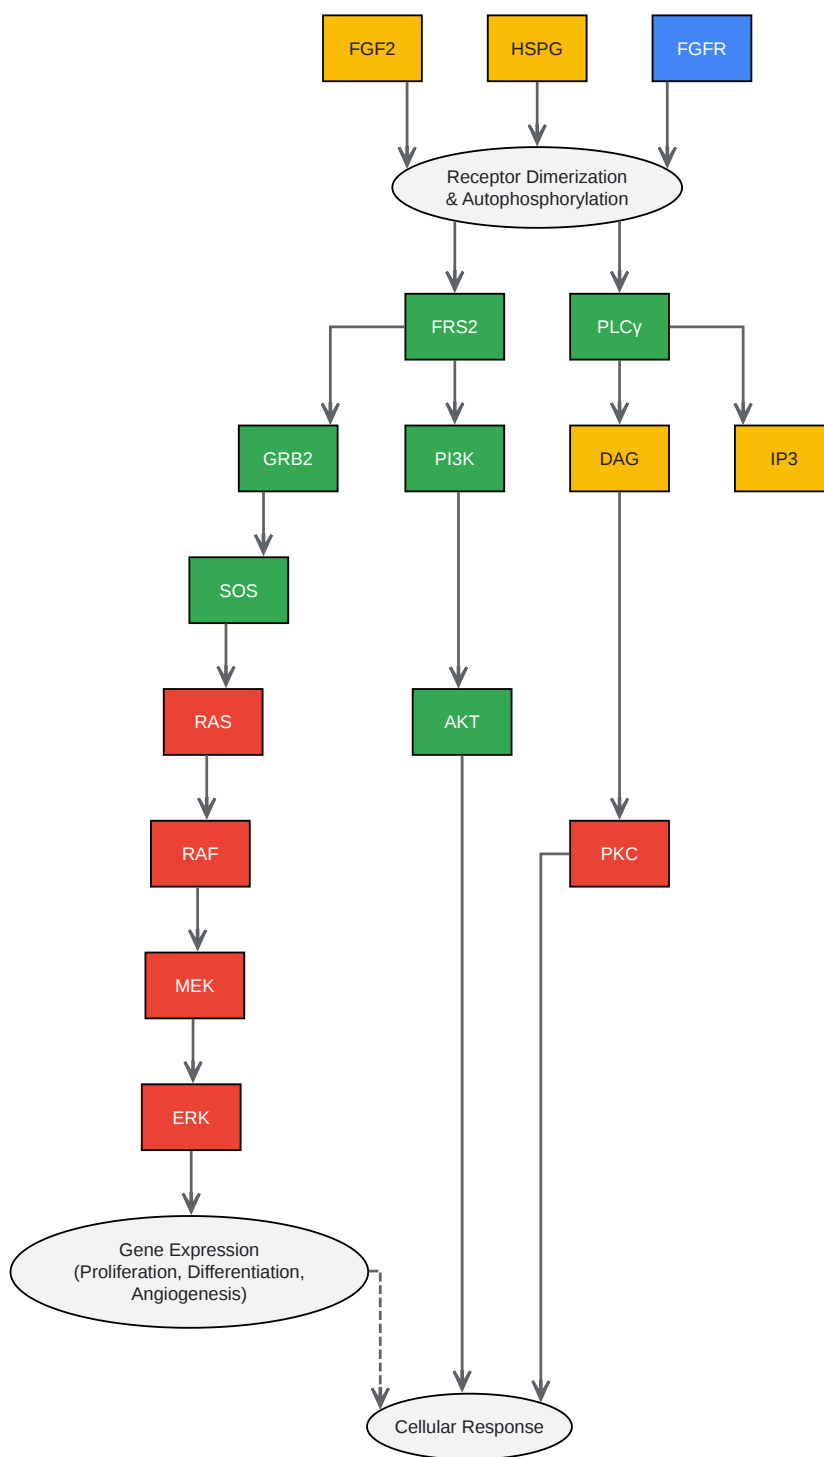 FGF2
HSPG
FGFR
Receptor Dimerization
& Autophosphorylation
FRS2
PLCγ
GRB2
PI3K
DAG
IP3
SOS
RAS
AKT
RAF
PKC
MEK
ERK
Gene Expression
(Proliferation, Differentiation,
Angiogenesis)
Cellular Response